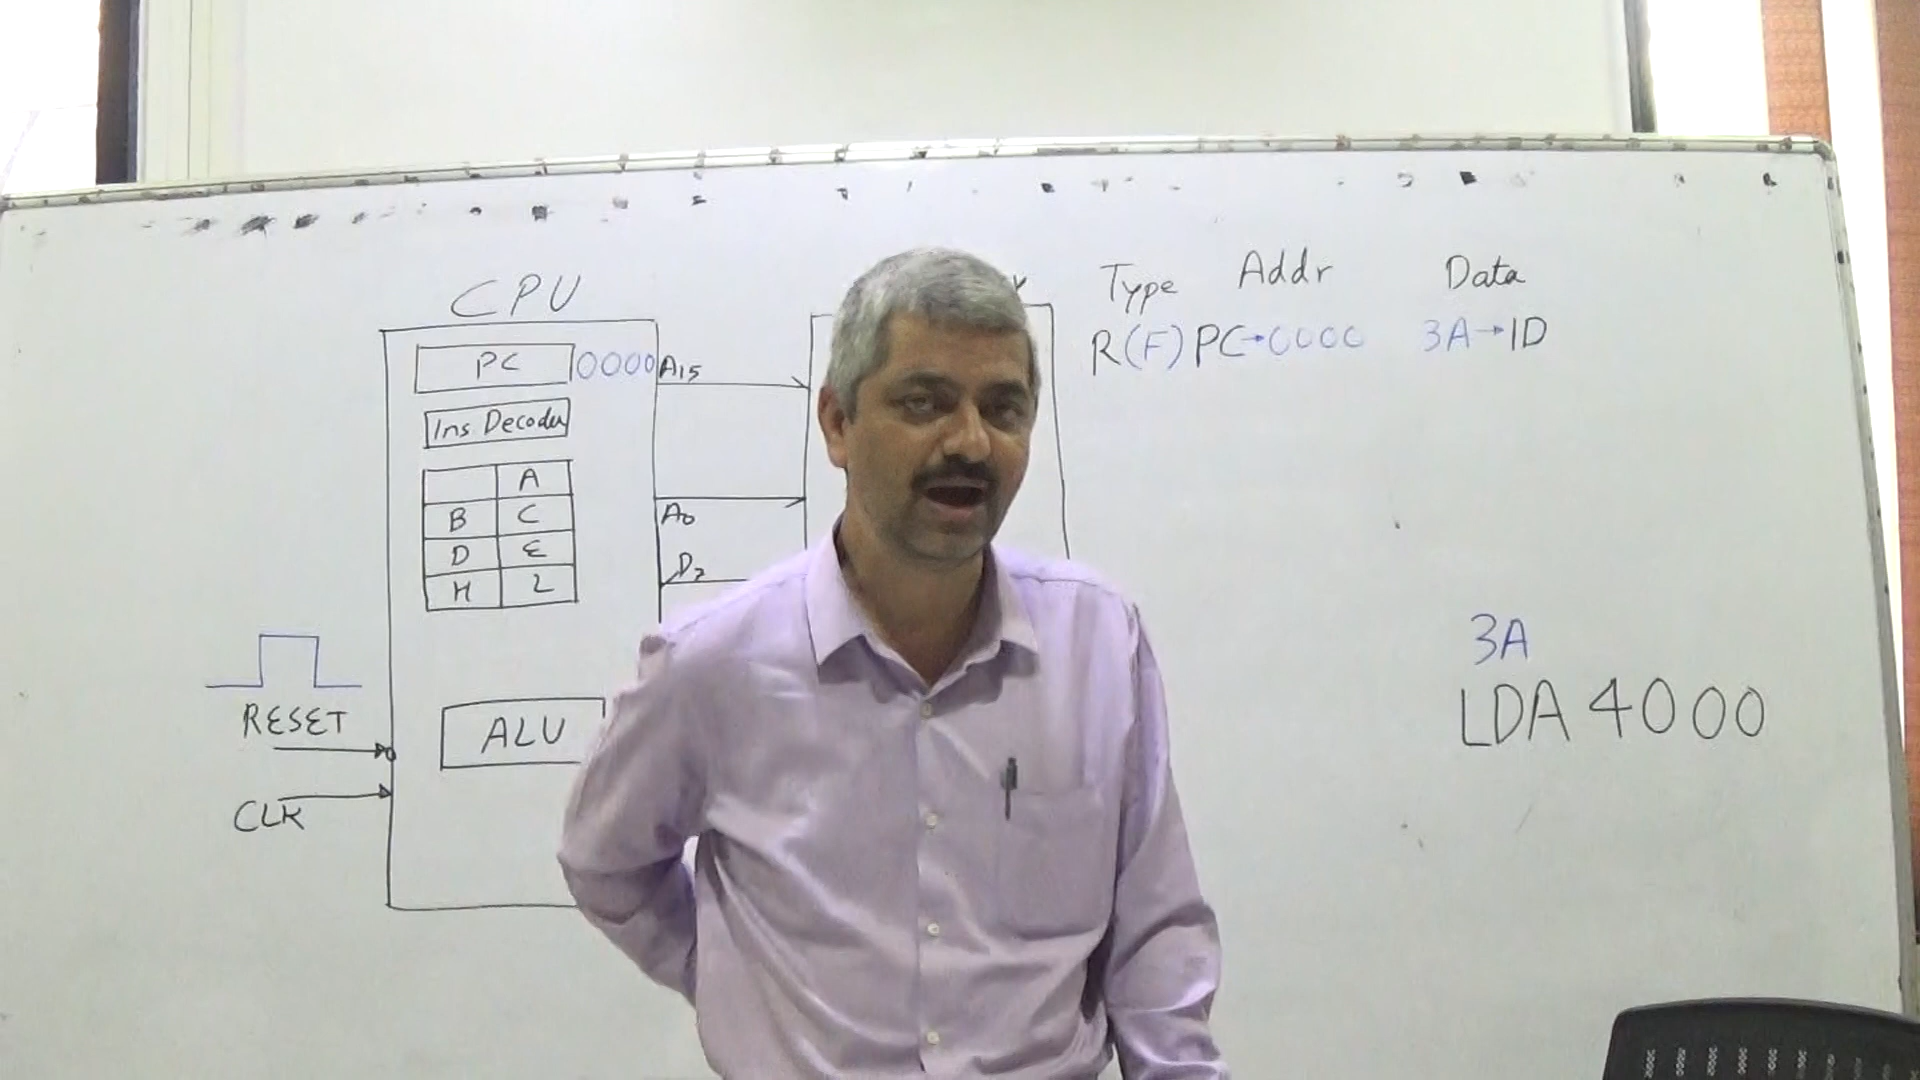 CPU
PC 0000
Ins Decoder
A
B C
D E
H L
ALU
RESET
CLK
A15
A0
D7
Type Addr Data
R(F) PC→0000 3A→ID
3A
LDA 4000